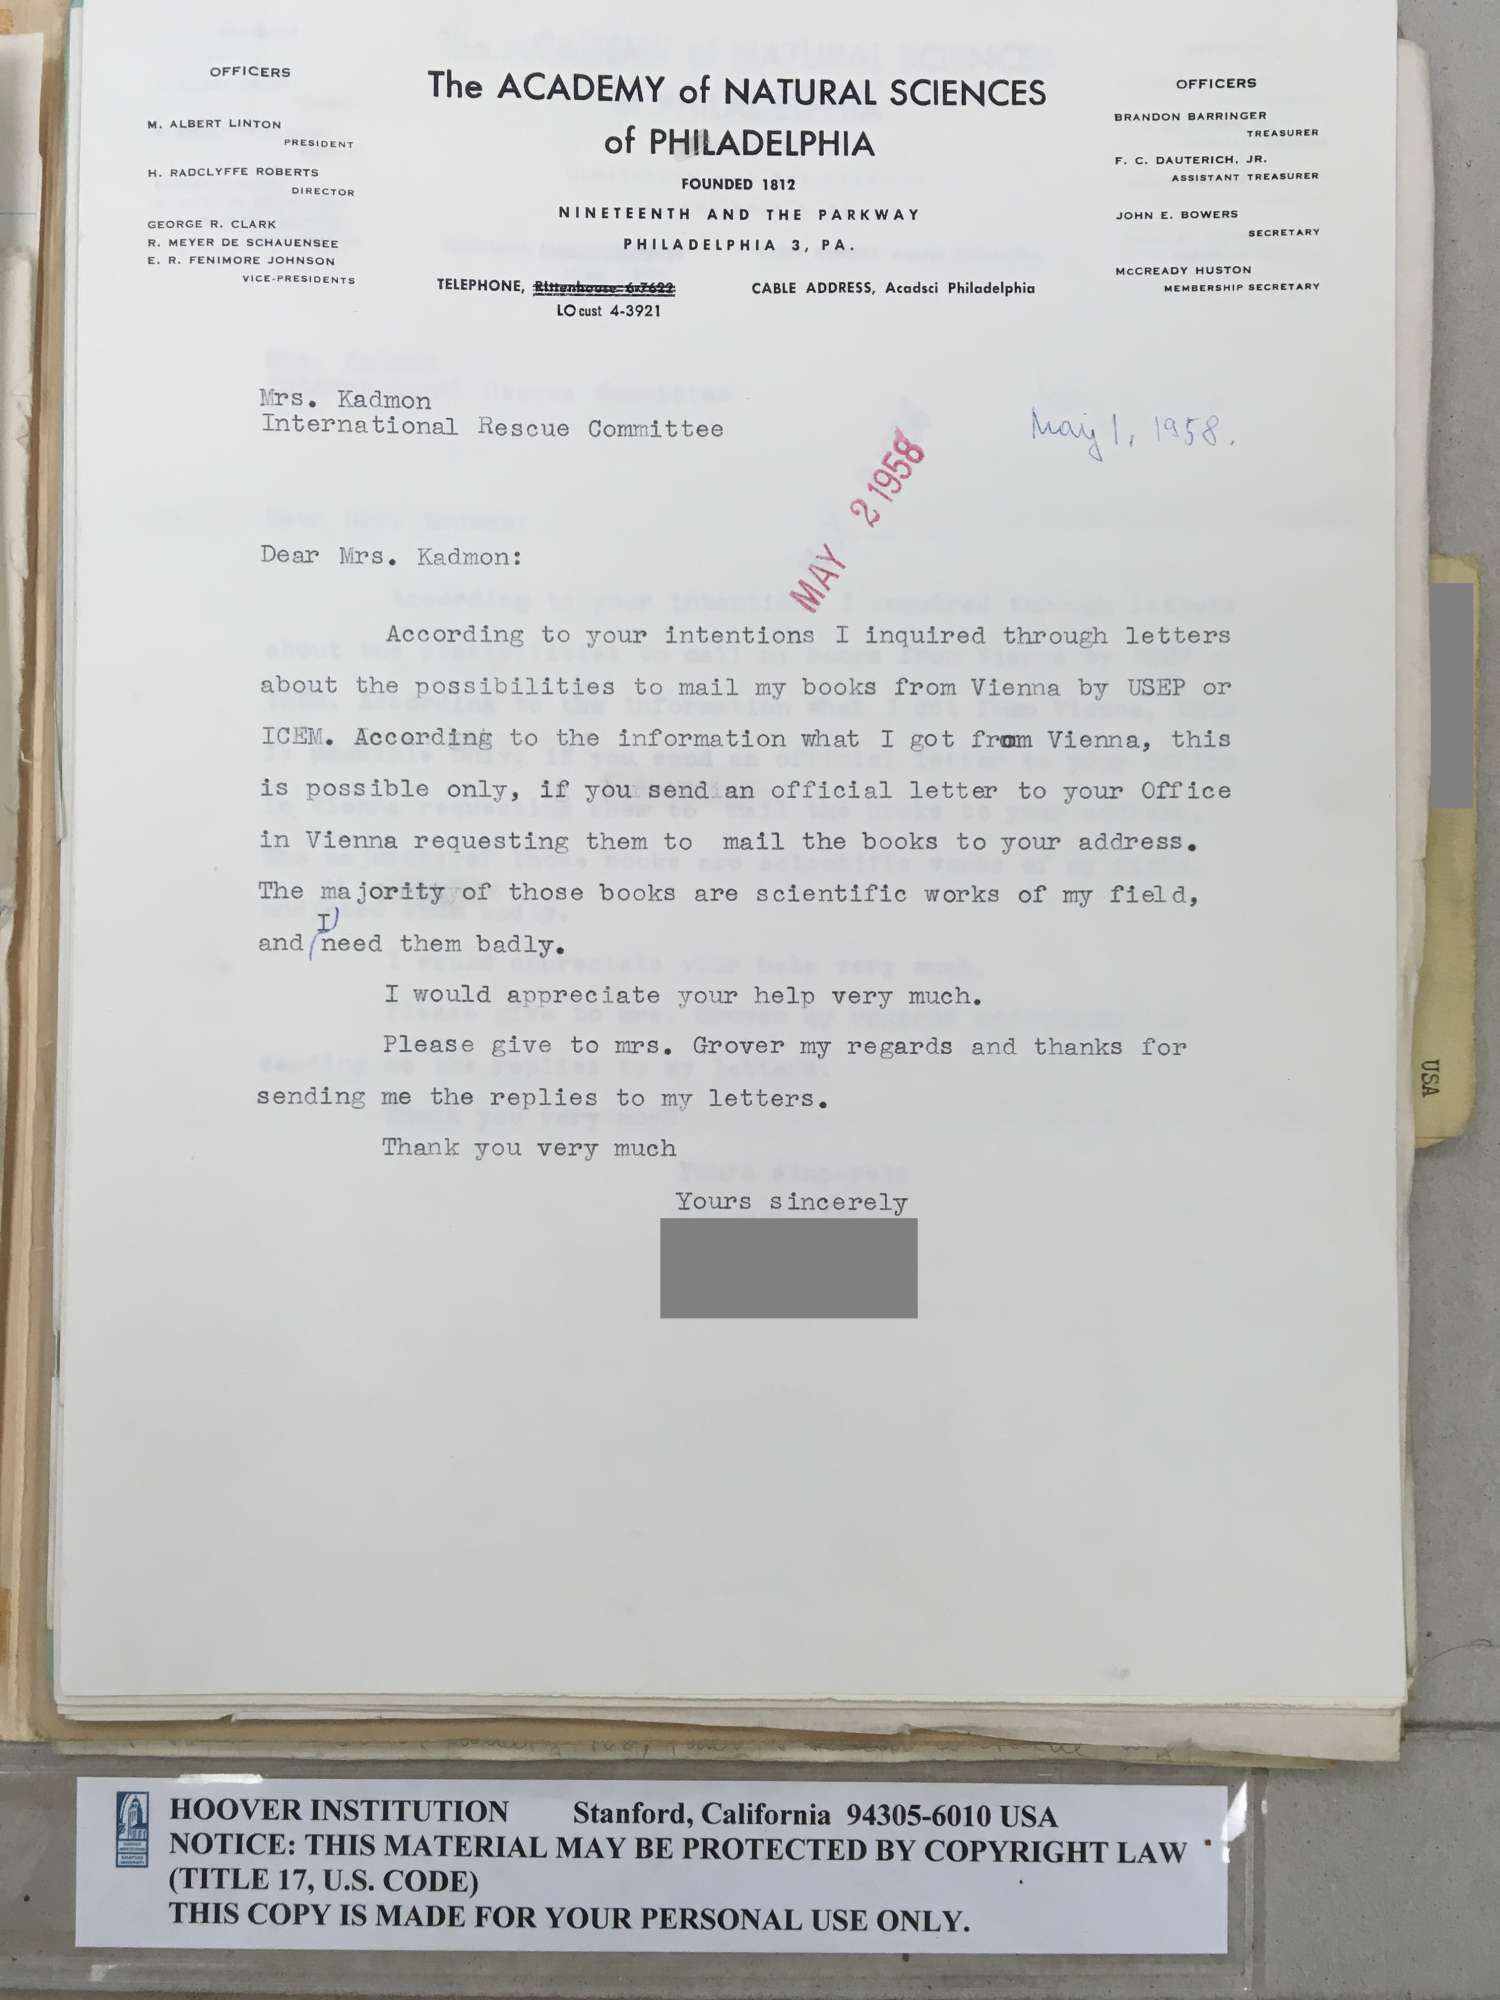 OFFICERS
M. ALBERT LINTON
PRESIDENT
H. RADCLYFFE ROBERTS
DIRECTOR
GEORGE R. CLARK
R. MEYER DE SCHAUENSEE
E. R. FENIMORE JOHNSON
VICE-PRESIDENTS
The ACADEMY of NATURAL SCIENCES
of PHILADELPHIA
FOUNDED 1812
NINETEENTH AND THE PARKWAY
PHILADELPHIA 3, PA.
TELEPHONE, Rittenhouse 6-7622 CABLE ADDRESS, Acadsci Philadelphia
LOcust 4-3921
OFFICERS
BRANDON BARRINGER
TREASURER
F. C. DAUTERICH, JR.
ASSISTANT TREASURER
JOHN E. BOWERS
SECRETARY
McCREADY HUSTON
MEMBERSHIP SECRETARY
Mrs. Kadmon
International Rescue Committee
May 1, 1958.
MAY 2 1958
Dear Mrs. Kadmon:
According to your intentions I inquired through letters
about the possibilities to mail my books from Vienna by USEP or
ICEM. According to the information what I got from Vienna, this
is possible only, if you send an official letter to your Office
in Vienna requesting them to mail the books to your address.
The majority of those books are scientific works of my field,
and I need them badly.
I would appreciate your help very much.
Please give to mrs. Grover my regards and thanks for
sending me the replies to my letters.
Thank you very much
Yours sincerely
USA
HOOVER INSTITUTION Stanford, California 94305-6010 USA
NOTICE: THIS MATERIAL MAY BE PROTECTED BY COPYRIGHT LAW
(TITLE 17, U.S. CODE)
THIS COPY IS MADE FOR YOUR PERSONAL USE ONLY.